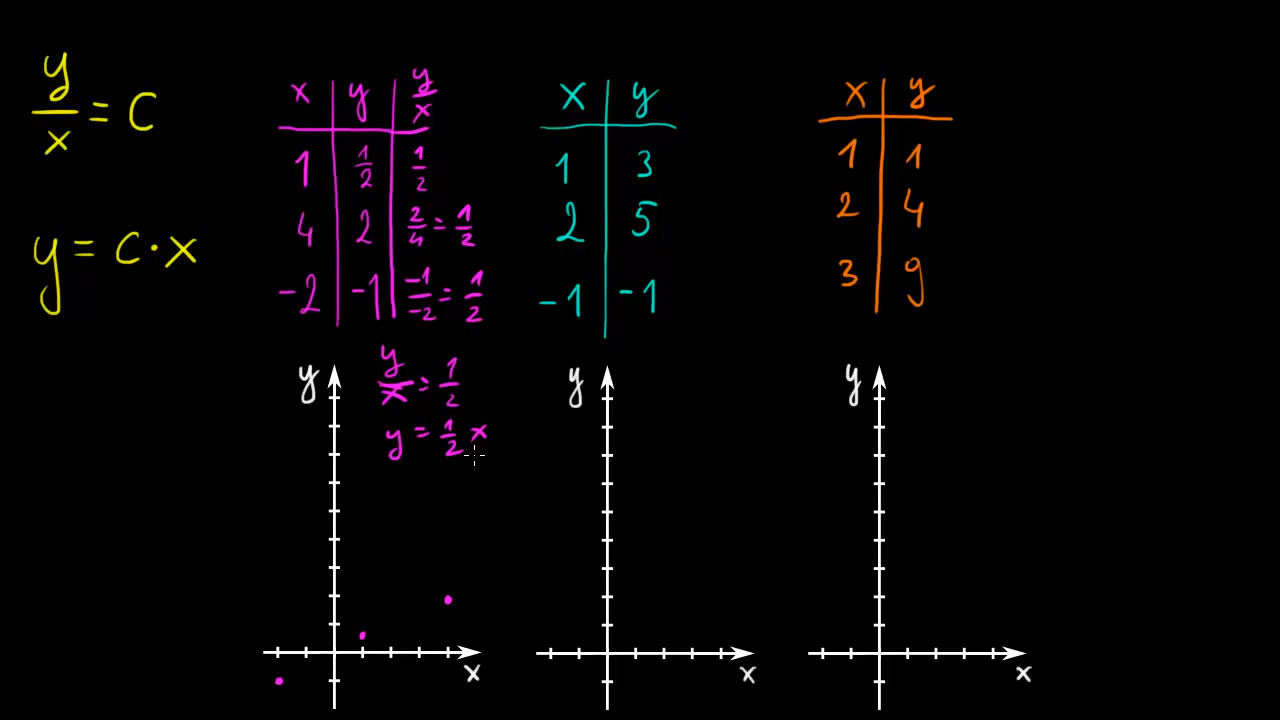 y/x = C
y = C·x
x y y/x
1 1/2 1/2
4 2 2/4 = 1/2
-2 -1 -1/-2 = 1/2
y/x = 1/2
y = 1/2 x
y
x
x y
1 3
2 5
-1 -1
y
x
x y
1 1
2 4
3 9
y
x